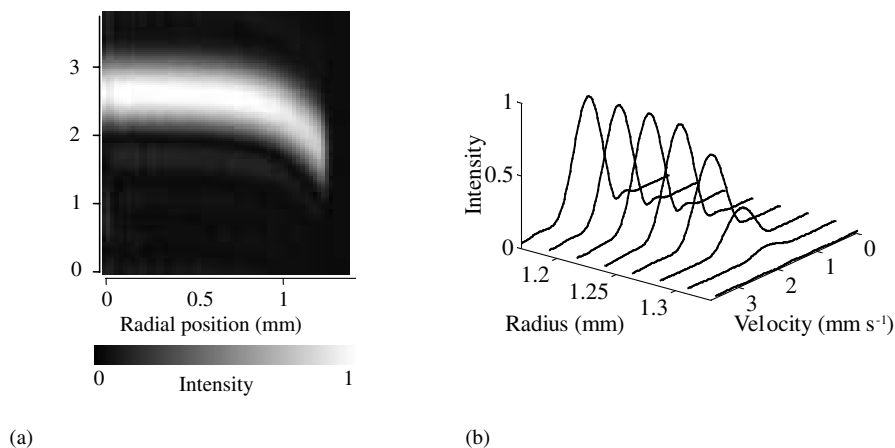 3
2
1
0
0 0.5 1
Radial position (mm)
0 1
Intensity
(a)
1
0.5
0
Intensity
1.2
1.25
1.3
Radius (mm)
3
2
1
0
Velocity (mm s-1)
(b)